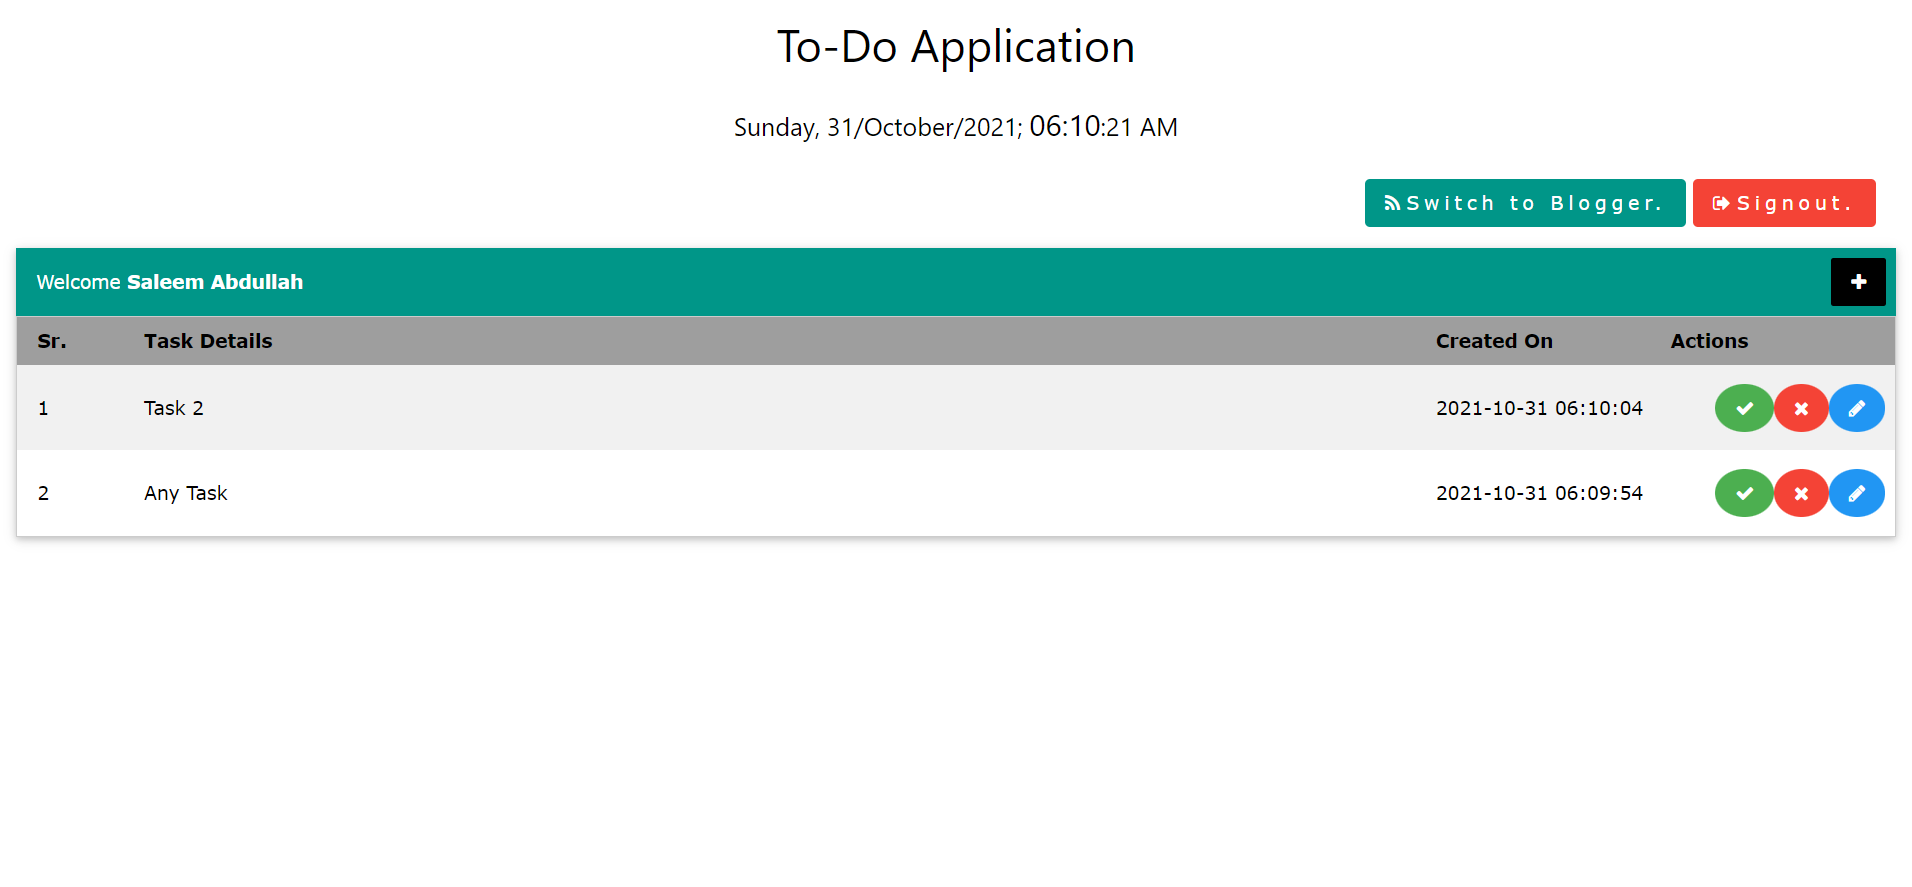 To-Do Application
Sunday, 31/October/2021; 06:10:21 AM
Switch to Blogger. Signout.
Welcome Saleem Abdullah
Sr. Task Details Created On Actions
1 Task 2 2021-10-31 06:10:04
2 Any Task 2021-10-31 06:09:54